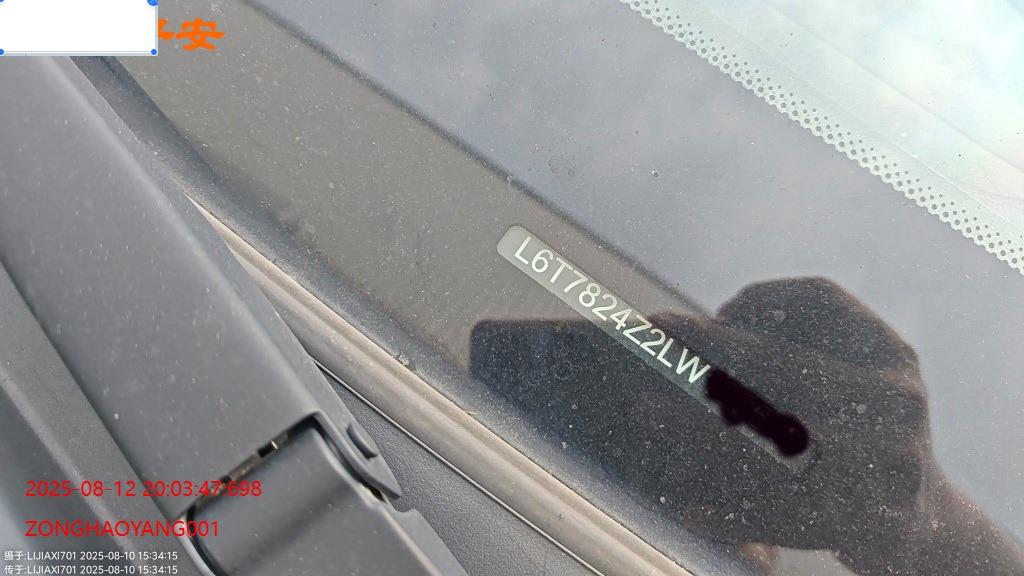 安
L6T7824Z2LW
2025-08-12 20:03:47.698
ZONGHAOYANG001
摄于:LIJIAXI701 2025-08-10 15:34:15
传于:LIJIAXI701 2025-08-10 15:34:15